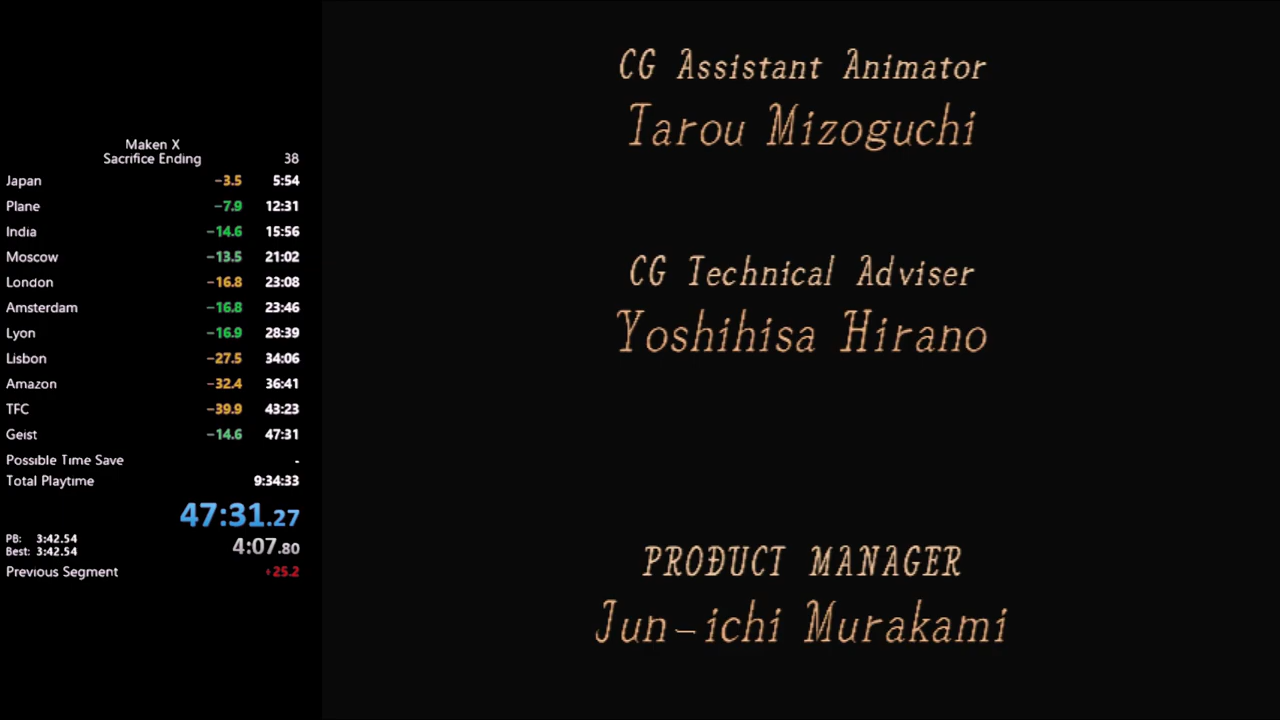 Maken X
Sacrifice Ending 38
Japan -3.5 5:54
Plane -7.9 12:31
India -14.6 15:56
Moscow -13.5 21:02
London -16.8 23:08
Amsterdam -16.8 23:46
Lyon -16.9 28:39
Lisbon -27.5 34:06
Amazon -32.4 36:41
TFC -39.9 43:23
Geist -14.6 47:31
Possible Time Save -
Total Playtime 9:34:33
47:31.27
PB: 3:42.54
Best: 3:42.54
4:07.80
Previous Segment +25.2
CG Assistant Animator
Tarou Mizoguchi
CG Technical Adviser
Yoshihisa Hirano
PRODUCT MANAGER
Jun-ichi Murakami